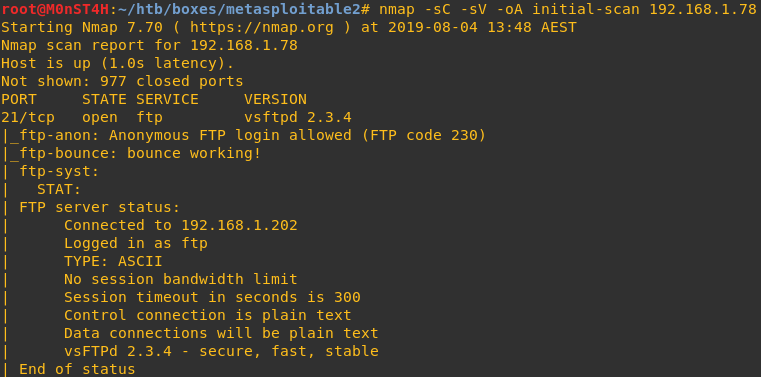 root@M0nST4H:~/htb/boxes/metasploitable2# nmap -sC -sV -oA initial-scan 192.168.1.78
Starting Nmap 7.70 ( https://nmap.org ) at 2019-08-04 13:48 AEST
Nmap scan report for 192.168.1.78
Host is up (1.0s latency).
Not shown: 977 closed ports
PORT     STATE SERVICE     VERSION
21/tcp   open  ftp         vsftpd 2.3.4
|_ftp-anon: Anonymous FTP login allowed (FTP code 230)
|_ftp-bounce: bounce working!
| ftp-syst:
|   STAT:
| FTP server status:
|      Connected to 192.168.1.202
|      Logged in as ftp
|      TYPE: ASCII
|      No session bandwidth limit
|      Session timeout in seconds is 300
|      Control connection is plain text
|      Data connections will be plain text
|      vsFTPd 2.3.4 - secure, fast, stable
| End of status